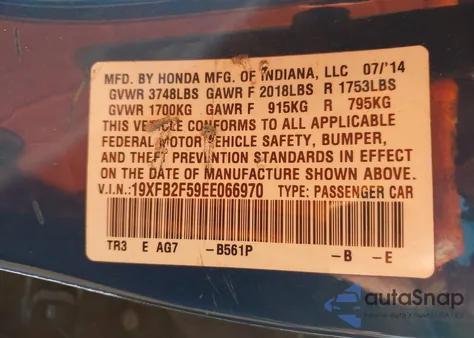 MFD. BY HONDA MFG. OF INDIANA, LLC 07/'14
GVWR 3748LBS GAWR F 2018LBS R 1753LBS
GVWR 1700KG GAWR F 915KG R 795KG
THIS VEHICLE CONFORMS TO ALL APPLICABLE
FEDERAL MOTOR VEHICLE SAFETY, BUMPER,
AND THEFT PREVENTION STANDARDS IN EFFECT
ON THE DATE OF MANUFACTURE SHOWN ABOVE.
V.I.N.: 19XFB2F59EE066970 TYPE: PASSENGER CAR
TR3 E AG7 -B561P -B -E
autaSnap